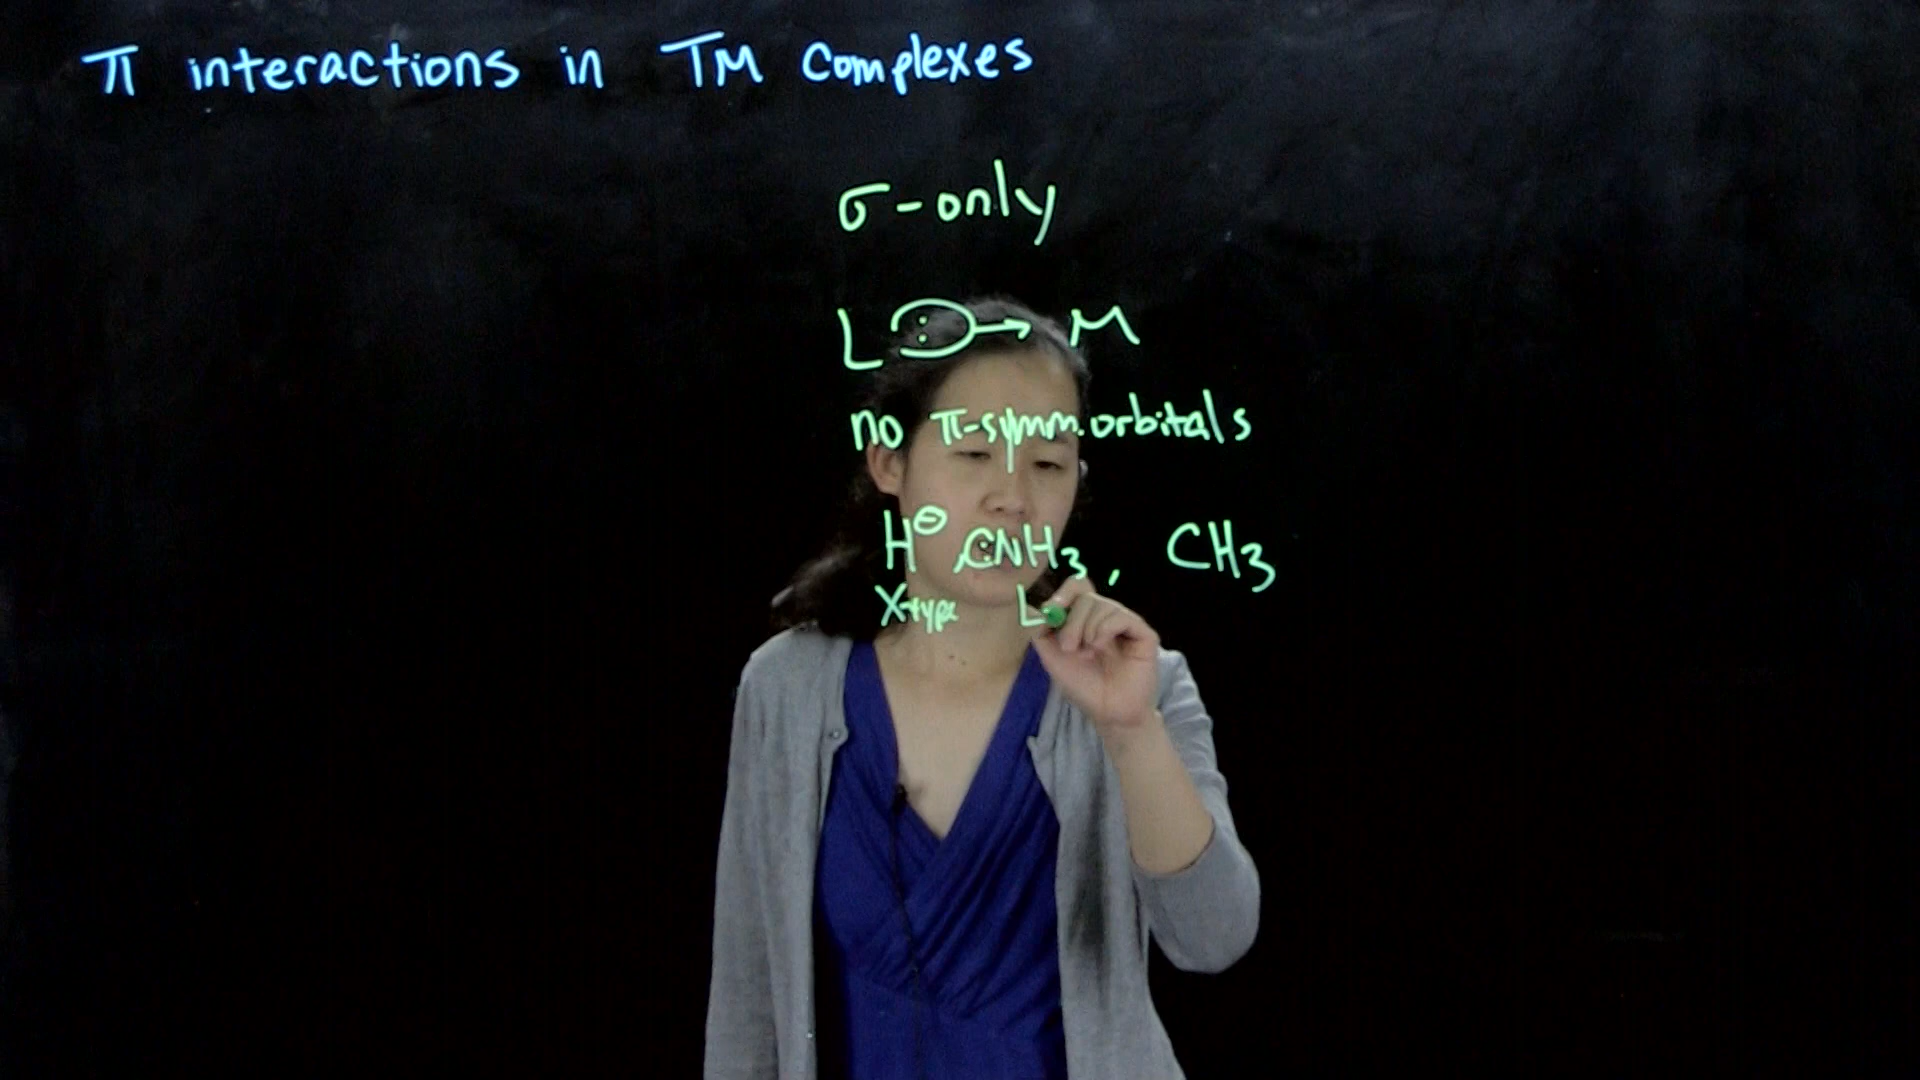 π interactions in TM complexes
σ-only
L : → M
no π-symm. orbitals
H⊖ :NH3, CH3
X-type L-